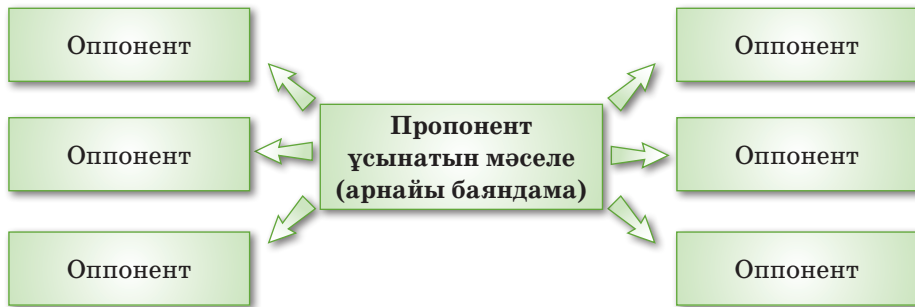 Оппонент
Оппонент
Оппонент
Пропонент
ұсынатын мәселе
(арнайы баяндама)
Оппонент
Оппонент
Оппонент